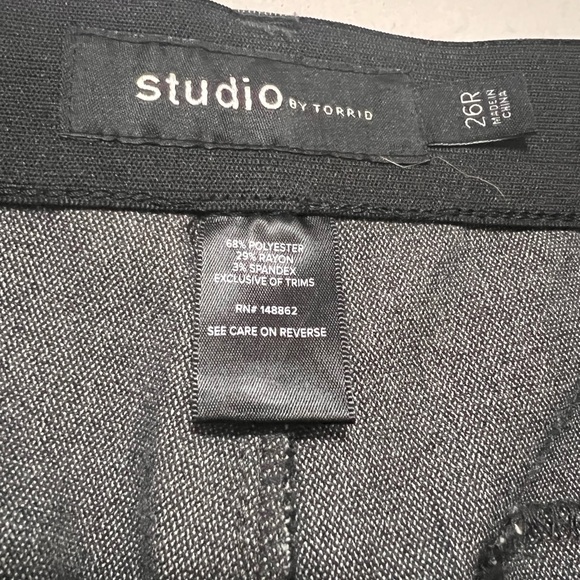 studio BY TORRID
26R
MADE IN
CHINA
68% POLYESTER
29% RAYON
3% SPANDEX
EXCLUSIVE OF TRIMS
RN# 148862
SEE CARE ON REVERSE